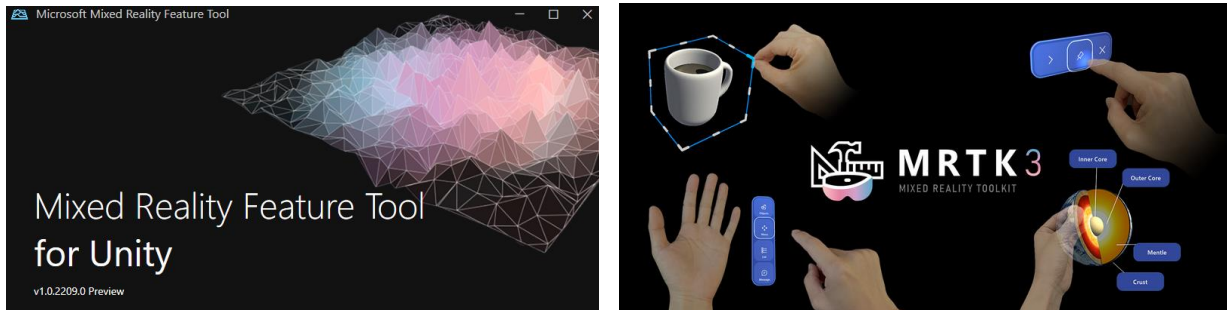 Microsoft Mixed Reality Feature Tool
Mixed Reality Feature Tool
for Unity
v1.0.2209.0 Preview
MRTK3
MIXED REALITY TOOLKIT
Inner Core
Outer Core
Mentle
Crust